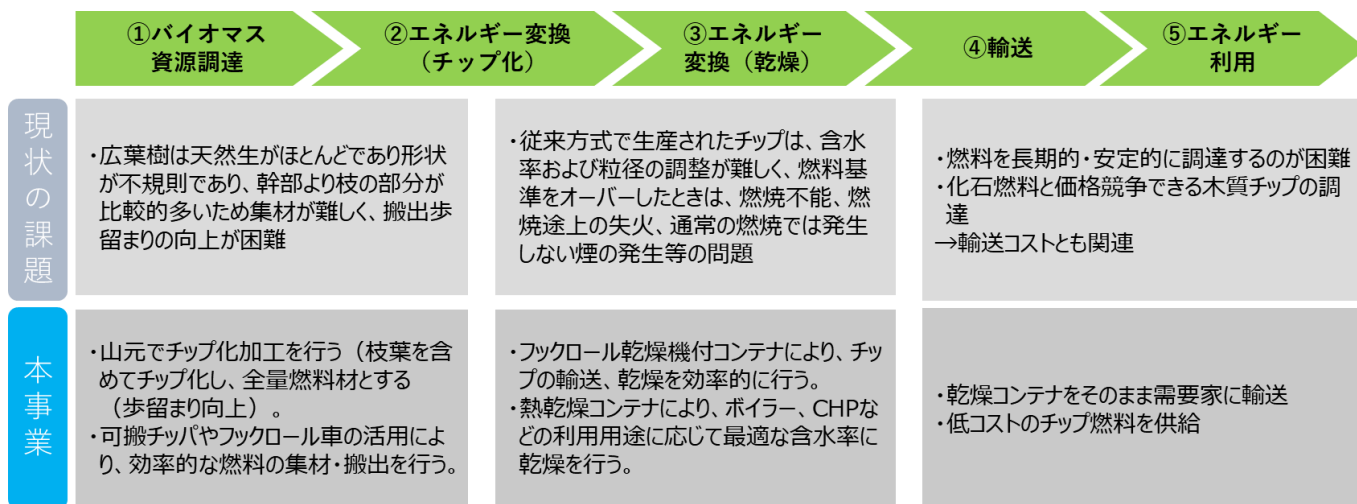 ①バイオマス
資源調達
②エネルギー変換
（チップ化）
③エネルギー
変換（乾燥）
④輸送
⑤エネルギー
利用
現状の課題
・広葉樹は天然生がほとんどであり形状
が不規則であり、幹部より枝の部分が
比較的多いため集材が難しく、搬出歩
留まりの向上が困難
・従来方式で生産されたチップは、含水
率および粒径の調整が難しく、燃料基
準をオーバーしたときは、燃焼不能、燃
焼途上の失火、通常の燃焼では発生
しない煙の発生等の問題
・燃料を長期的・安定的に調達するのが困難
・化石燃料と価格競争できる木質チップの調
達
→輸送コストとも関連
本事業
・山元でチップ化加工を行う（枝葉を含
めてチップ化し、全量燃料材とする
（歩留まり向上）。
・可搬チッパやフックロール車の活用によ
り、効率的な燃料の集材・搬出を行う。
・フックロール乾燥機付コンテナにより、チッ
プの輸送、乾燥を効率的に行う。
・熱乾燥コンテナにより、ボイラー、CHPな
どの利用用途に応じて最適な含水率に
乾燥を行う。
・乾燥コンテナをそのまま需要家に輸送
・低コストのチップ燃料を供給